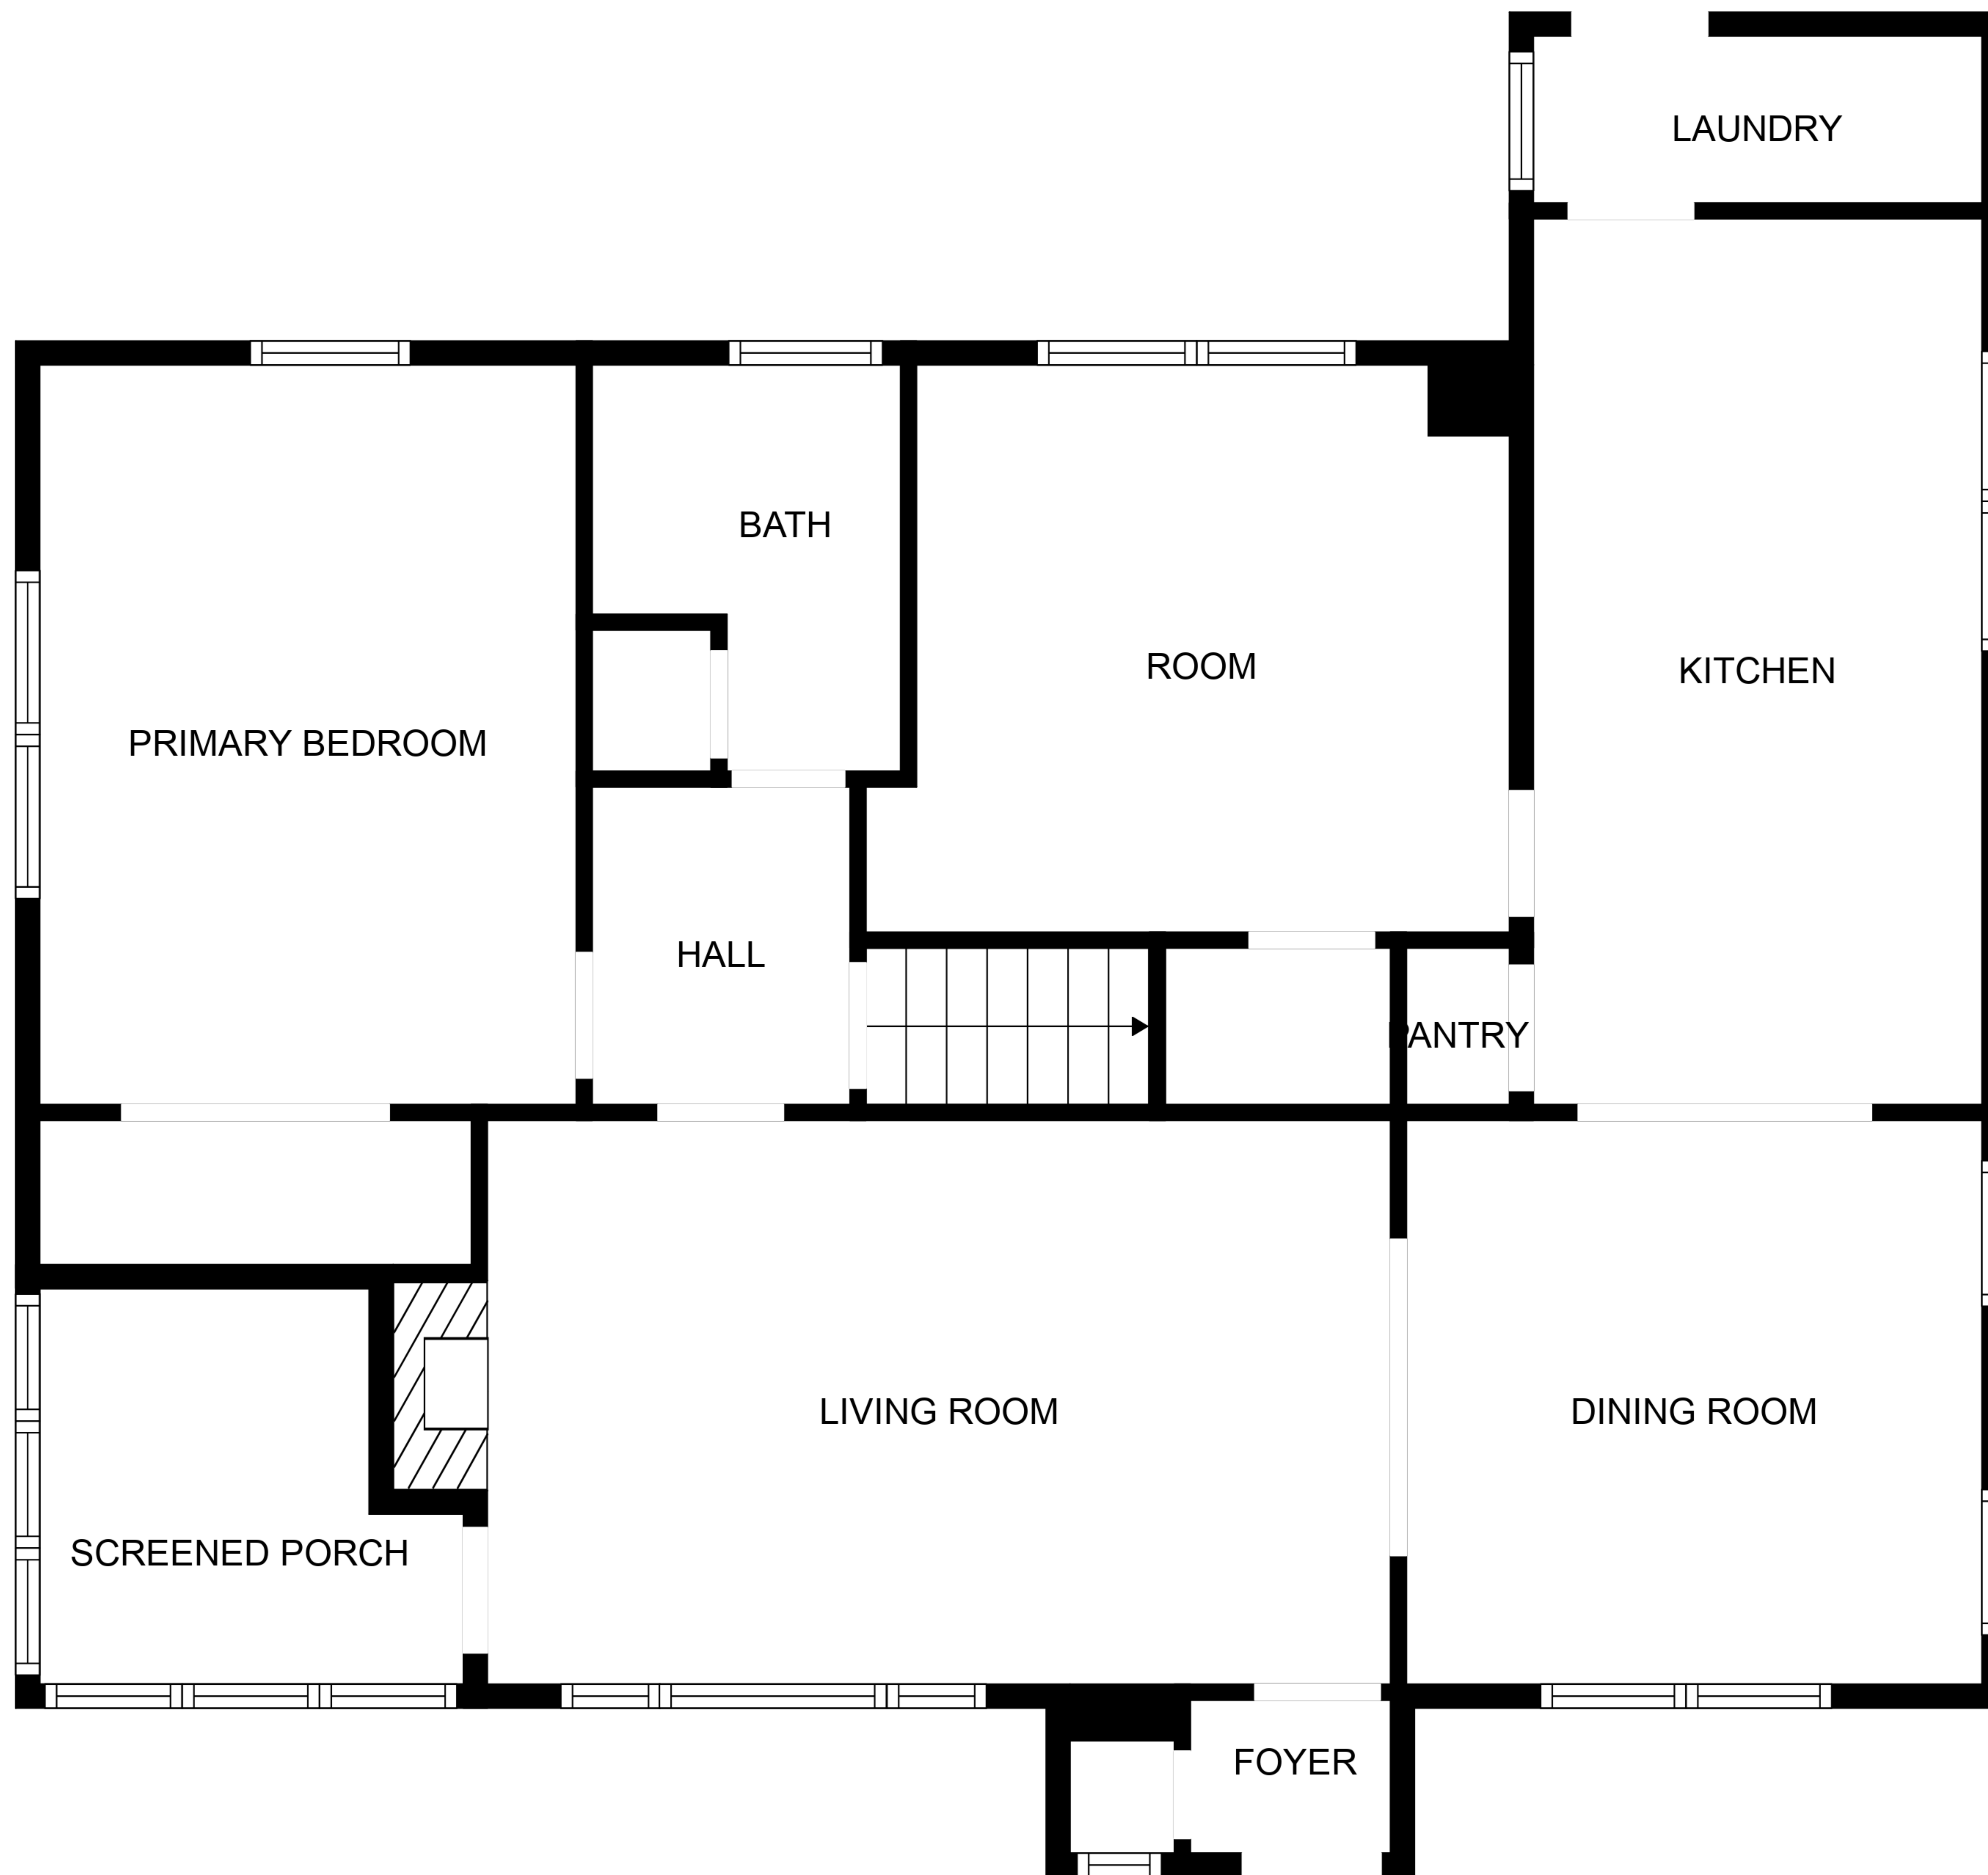 LAUNDRY
BATH
ROOM
KITCHEN
PRIMARY BEDROOM
HALL
PANTRY
LIVING ROOM
DINING ROOM
SCREENED PORCH
FOYER